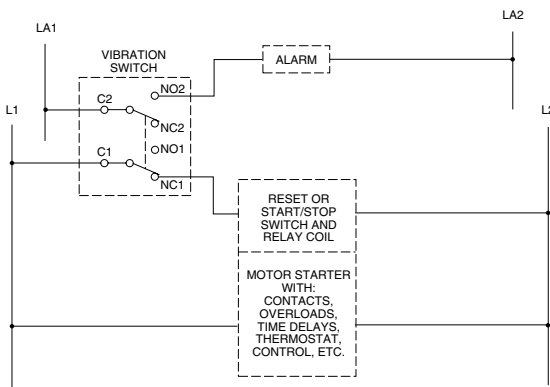 LA2
LA1
VIBRATION
SWITCH
ALARM
NO2
C2
L1
L2
NC2
NO1
C1
NC1
RESET OR
START/STOP
SWITCH AND
RELAY COIL
MOTOR STARTER
WITH:
CONTACTS,
OVERLOADS,
TIME DELAYS,
THERMOSTAT,
CONTROL, ETC.